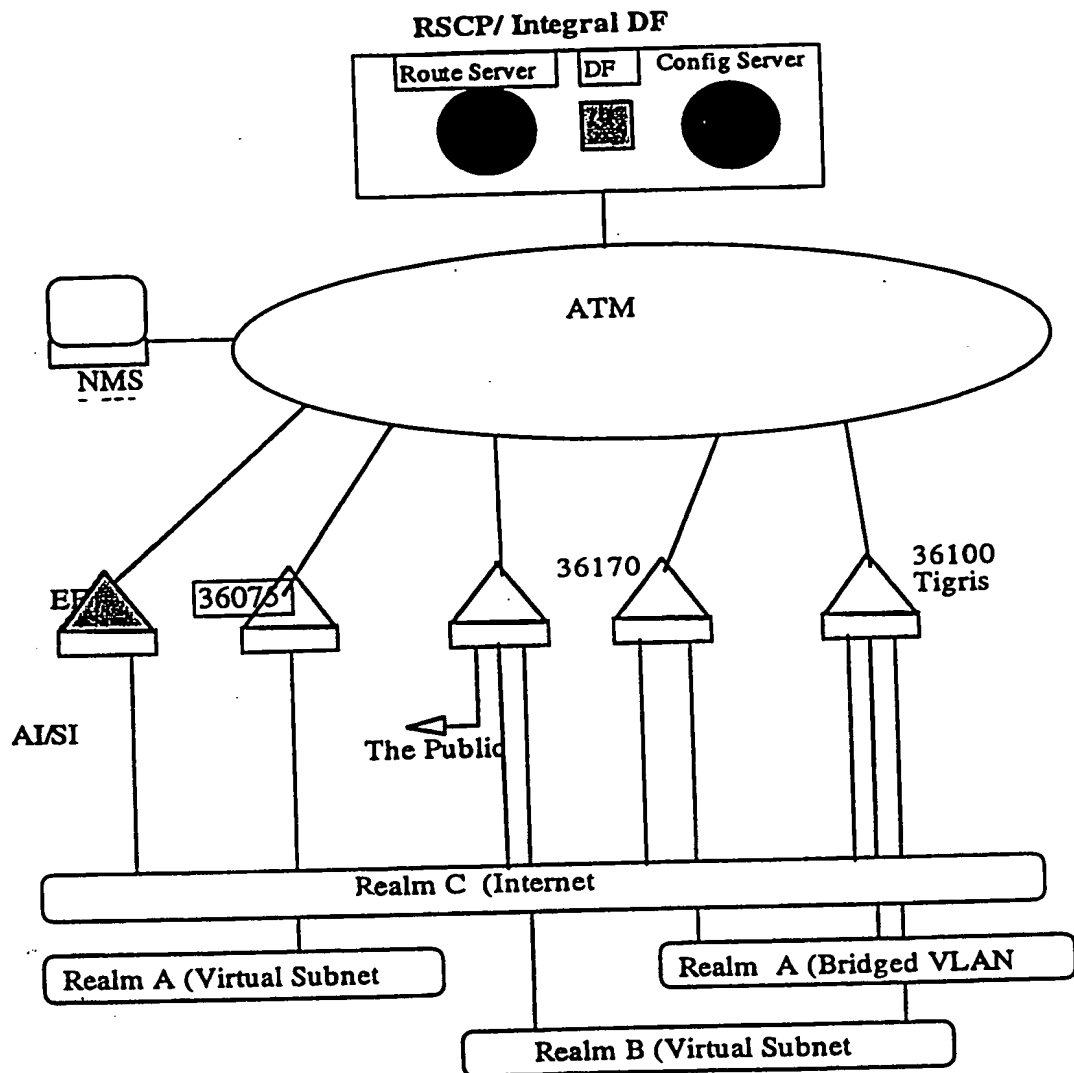 RSCP/ Integral DF
Route Server
DF
Config Server
ATM
NMS
36170
36100
Tigris
36075
AI/SI
The Public
Realm C (Internet
Realm A (Virtual Subnet
Realm A (Bridged VLAN
Realm B (Virtual Subnet